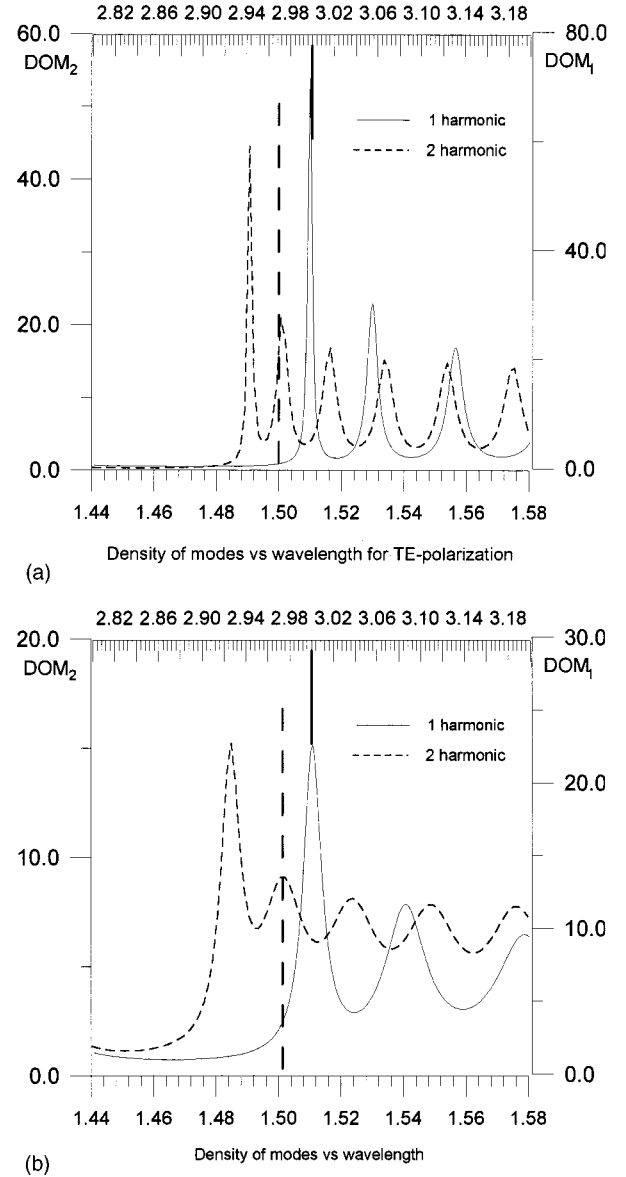 2.82 2.86 2.90 2.94 2.98 3.02 3.06 3.10 3.14 3.18
60.0 80.0
DOM2 DOM1
1 harmonic
2 harmonic
40.0
40.0
20.0
0.0 0.0
1.44 1.46 1.48 1.50 1.52 1.54 1.56 1.58
Density of modes vs wavelength for TE-polarization
(a)
2.82 2.86 2.90 2.94 2.98 3.02 3.06 3.10 3.14 3.18
20.0 30.0
DOM2 DOM1
1 harmonic
2 harmonic
20.0
10.0
10.0
0.0 0.0
1.44 1.46 1.48 1.50 1.52 1.54 1.56 1.58
Density of modes vs wavelength
(b)